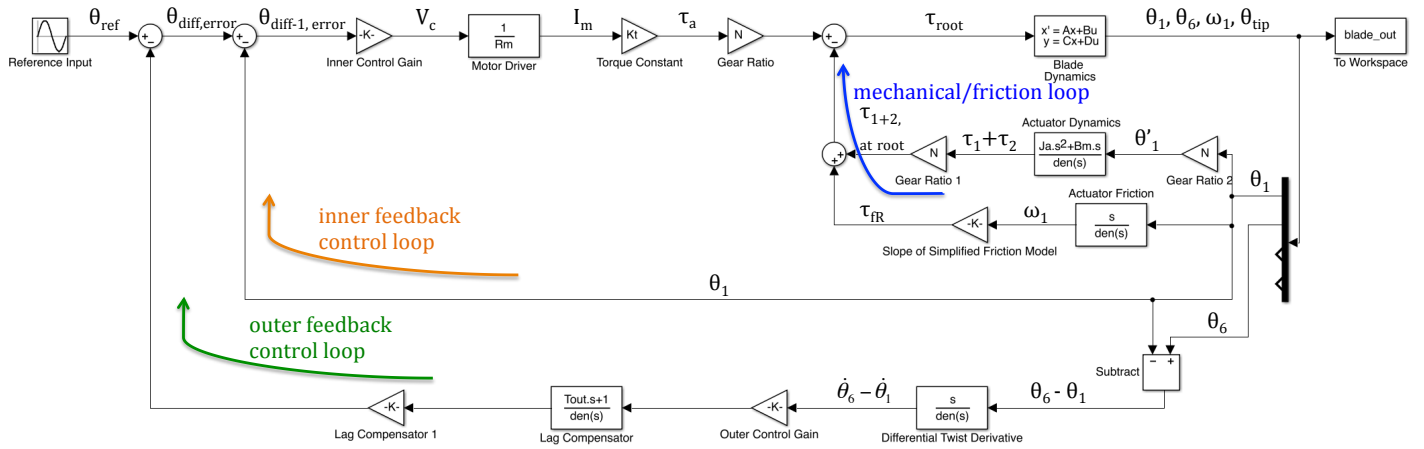 θref
+
−
θdiff,error
+
−
θdiff-1, error
-K-
Vc
1
Rm
Im
Kt
τa
N
+
−
τroot
x' = Ax+Bu
y = Cx+Du
θ1, θ6, ω1, θtip
blade_out
Reference Input
Inner Control Gain
Motor Driver
Torque Constant
Gear Ratio
Blade
Dynamics
To Workspace
mechanical/friction loop
τ1+2,
at root
+
+
N
Gear Ratio 1
τ1+τ2
Actuator Dynamics
Ja.s²+Bm.s
den(s)
θ'1
N
Gear Ratio 2
θ1
τfR
-K-
Slope of Simplified Friction Model
ω1
Actuator Friction
s
den(s)
inner feedback
control loop
θ1
outer feedback
control loop
θ6
− +
Subtract
θ6 - θ1
s
den(s)
Differential Twist Derivative
θ̇6 − θ̇1
-K-
Outer Control Gain
Tout.s+1
den(s)
Lag Compensator
-K-
Lag Compensator 1